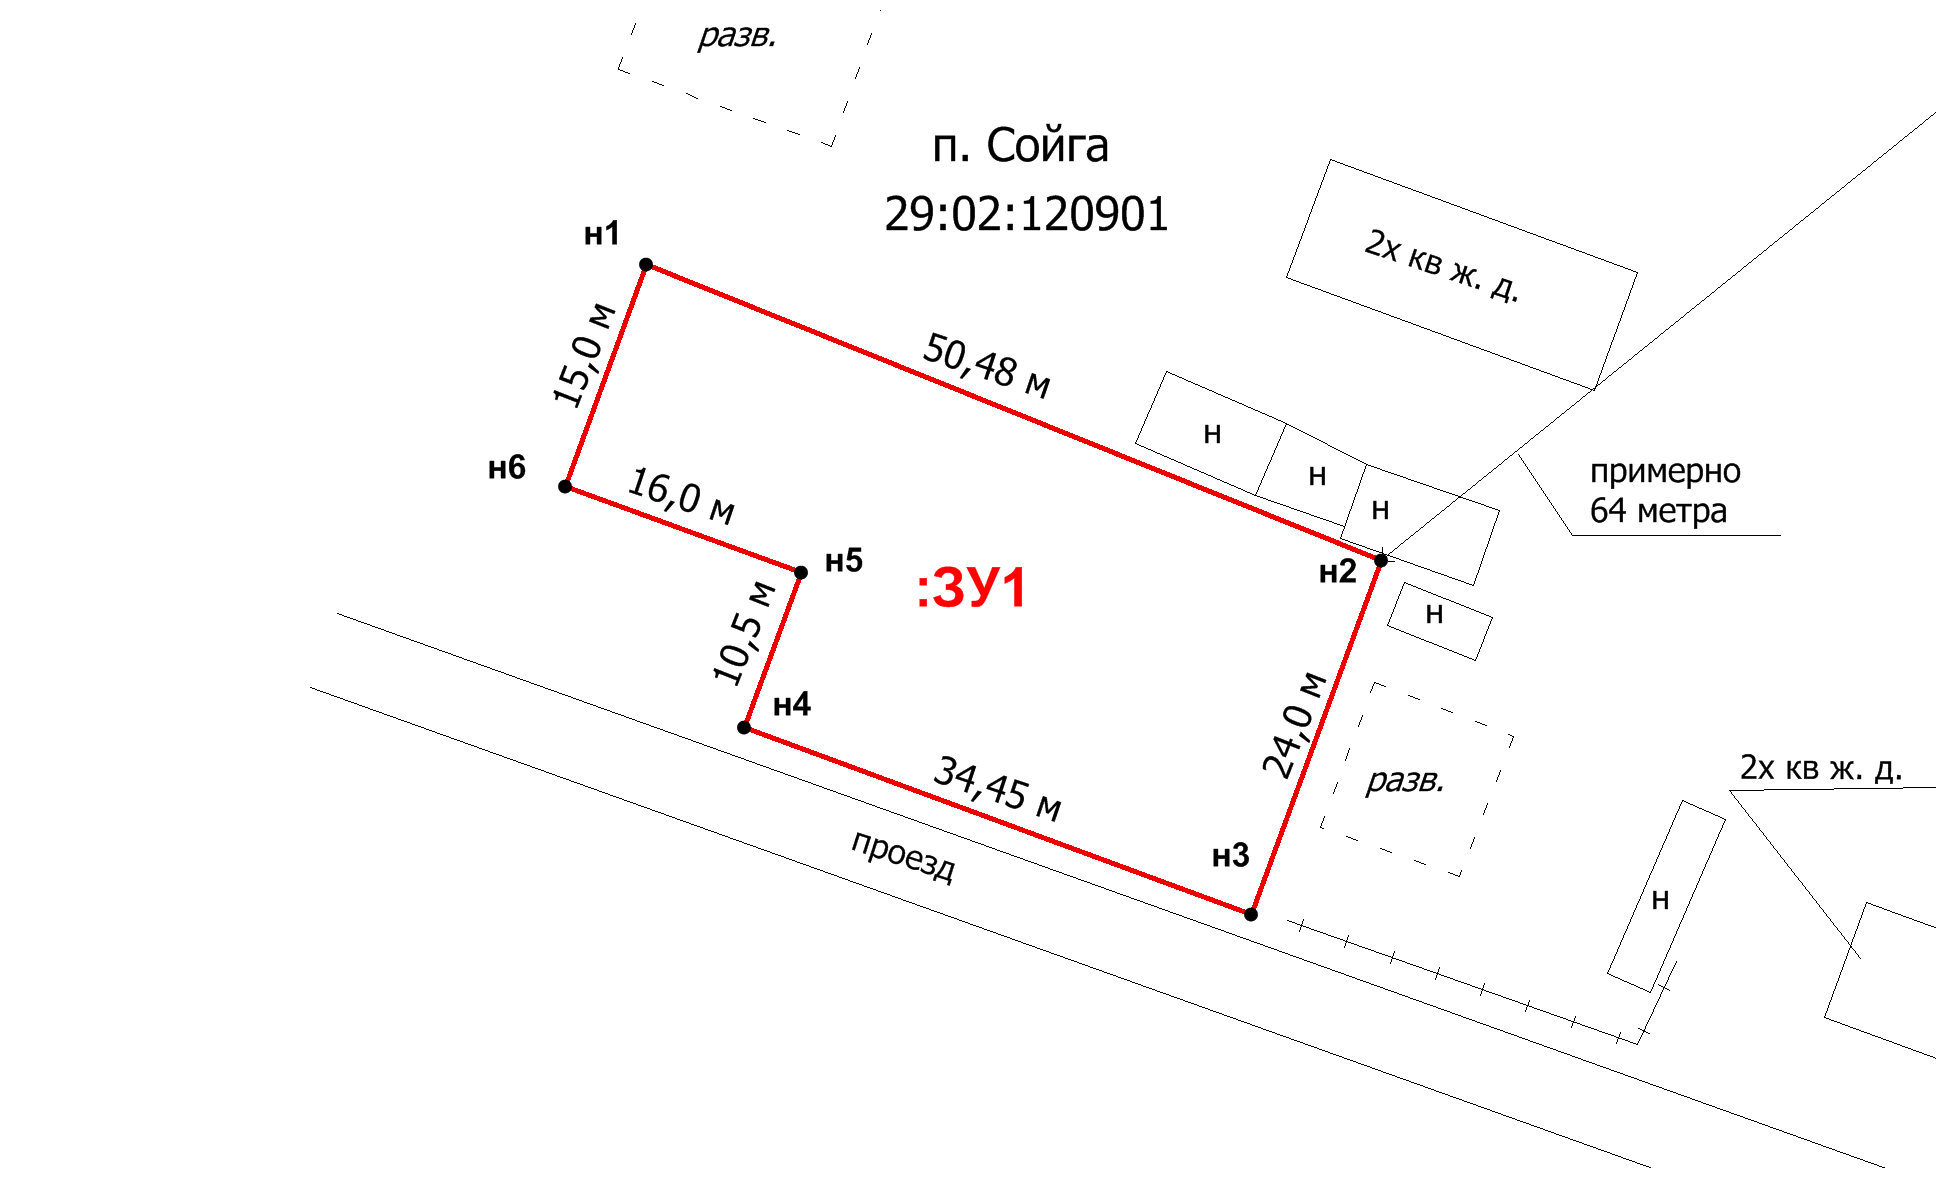 разв.
п. Сойга
29:02:120901
н1
2х кв ж. д.
15,0 м
50,48 м
н
н
н
примерно
64 метра
н6
16,0 м
н5
:ЗУ1
н2
н
10,5 м
н4
24,0 м
34,45 м
разв.
2х кв ж. д.
проезд
н3
н